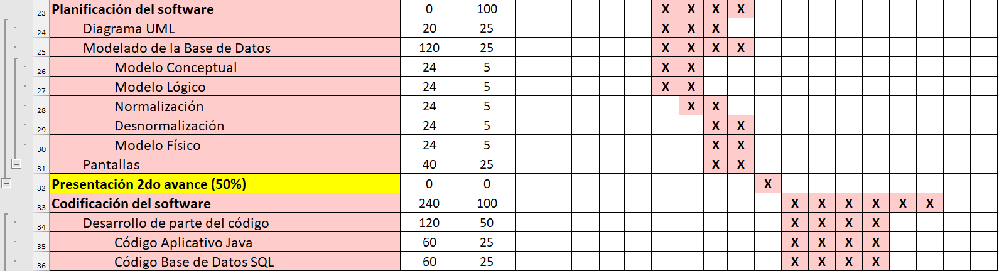 23 Planificación del software 0 100 X X X X
24 Diagrama UML 20 25 X X X
25 Modelado de la Base de Datos 120 25 X X X X
26 Modelo Conceptual 24 5 X X
27 Modelo Lógico 24 5 X X
28 Normalización 24 5 X X
29 Desnormalización 24 5 X X
30 Modelo Físico 24 5 X X
31 Pantallas 40 25 X X
32 Presentación 2do avance (50%) 0 0 X
33 Codificación del software 240 100 X X X X X X
34 Desarrollo de parte del código 120 50 X X X X
35 Código Aplicativo Java 60 25 X X X X
36 Código Base de Datos SQL 60 25 X X X X